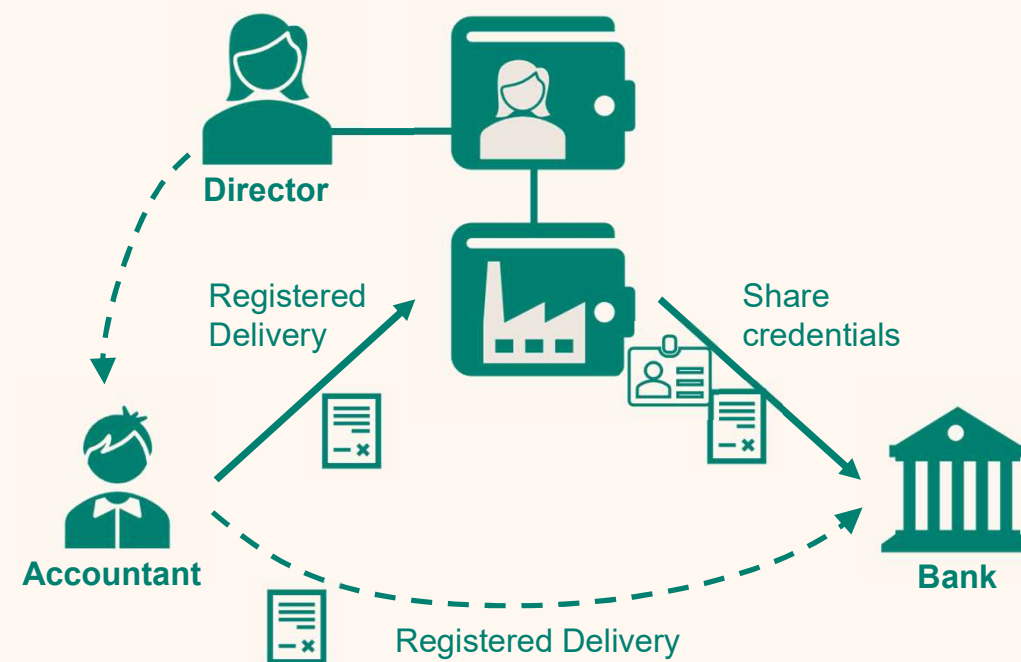 Director
Registered
Delivery
Share
credentials
Accountant
Bank
Registered Delivery